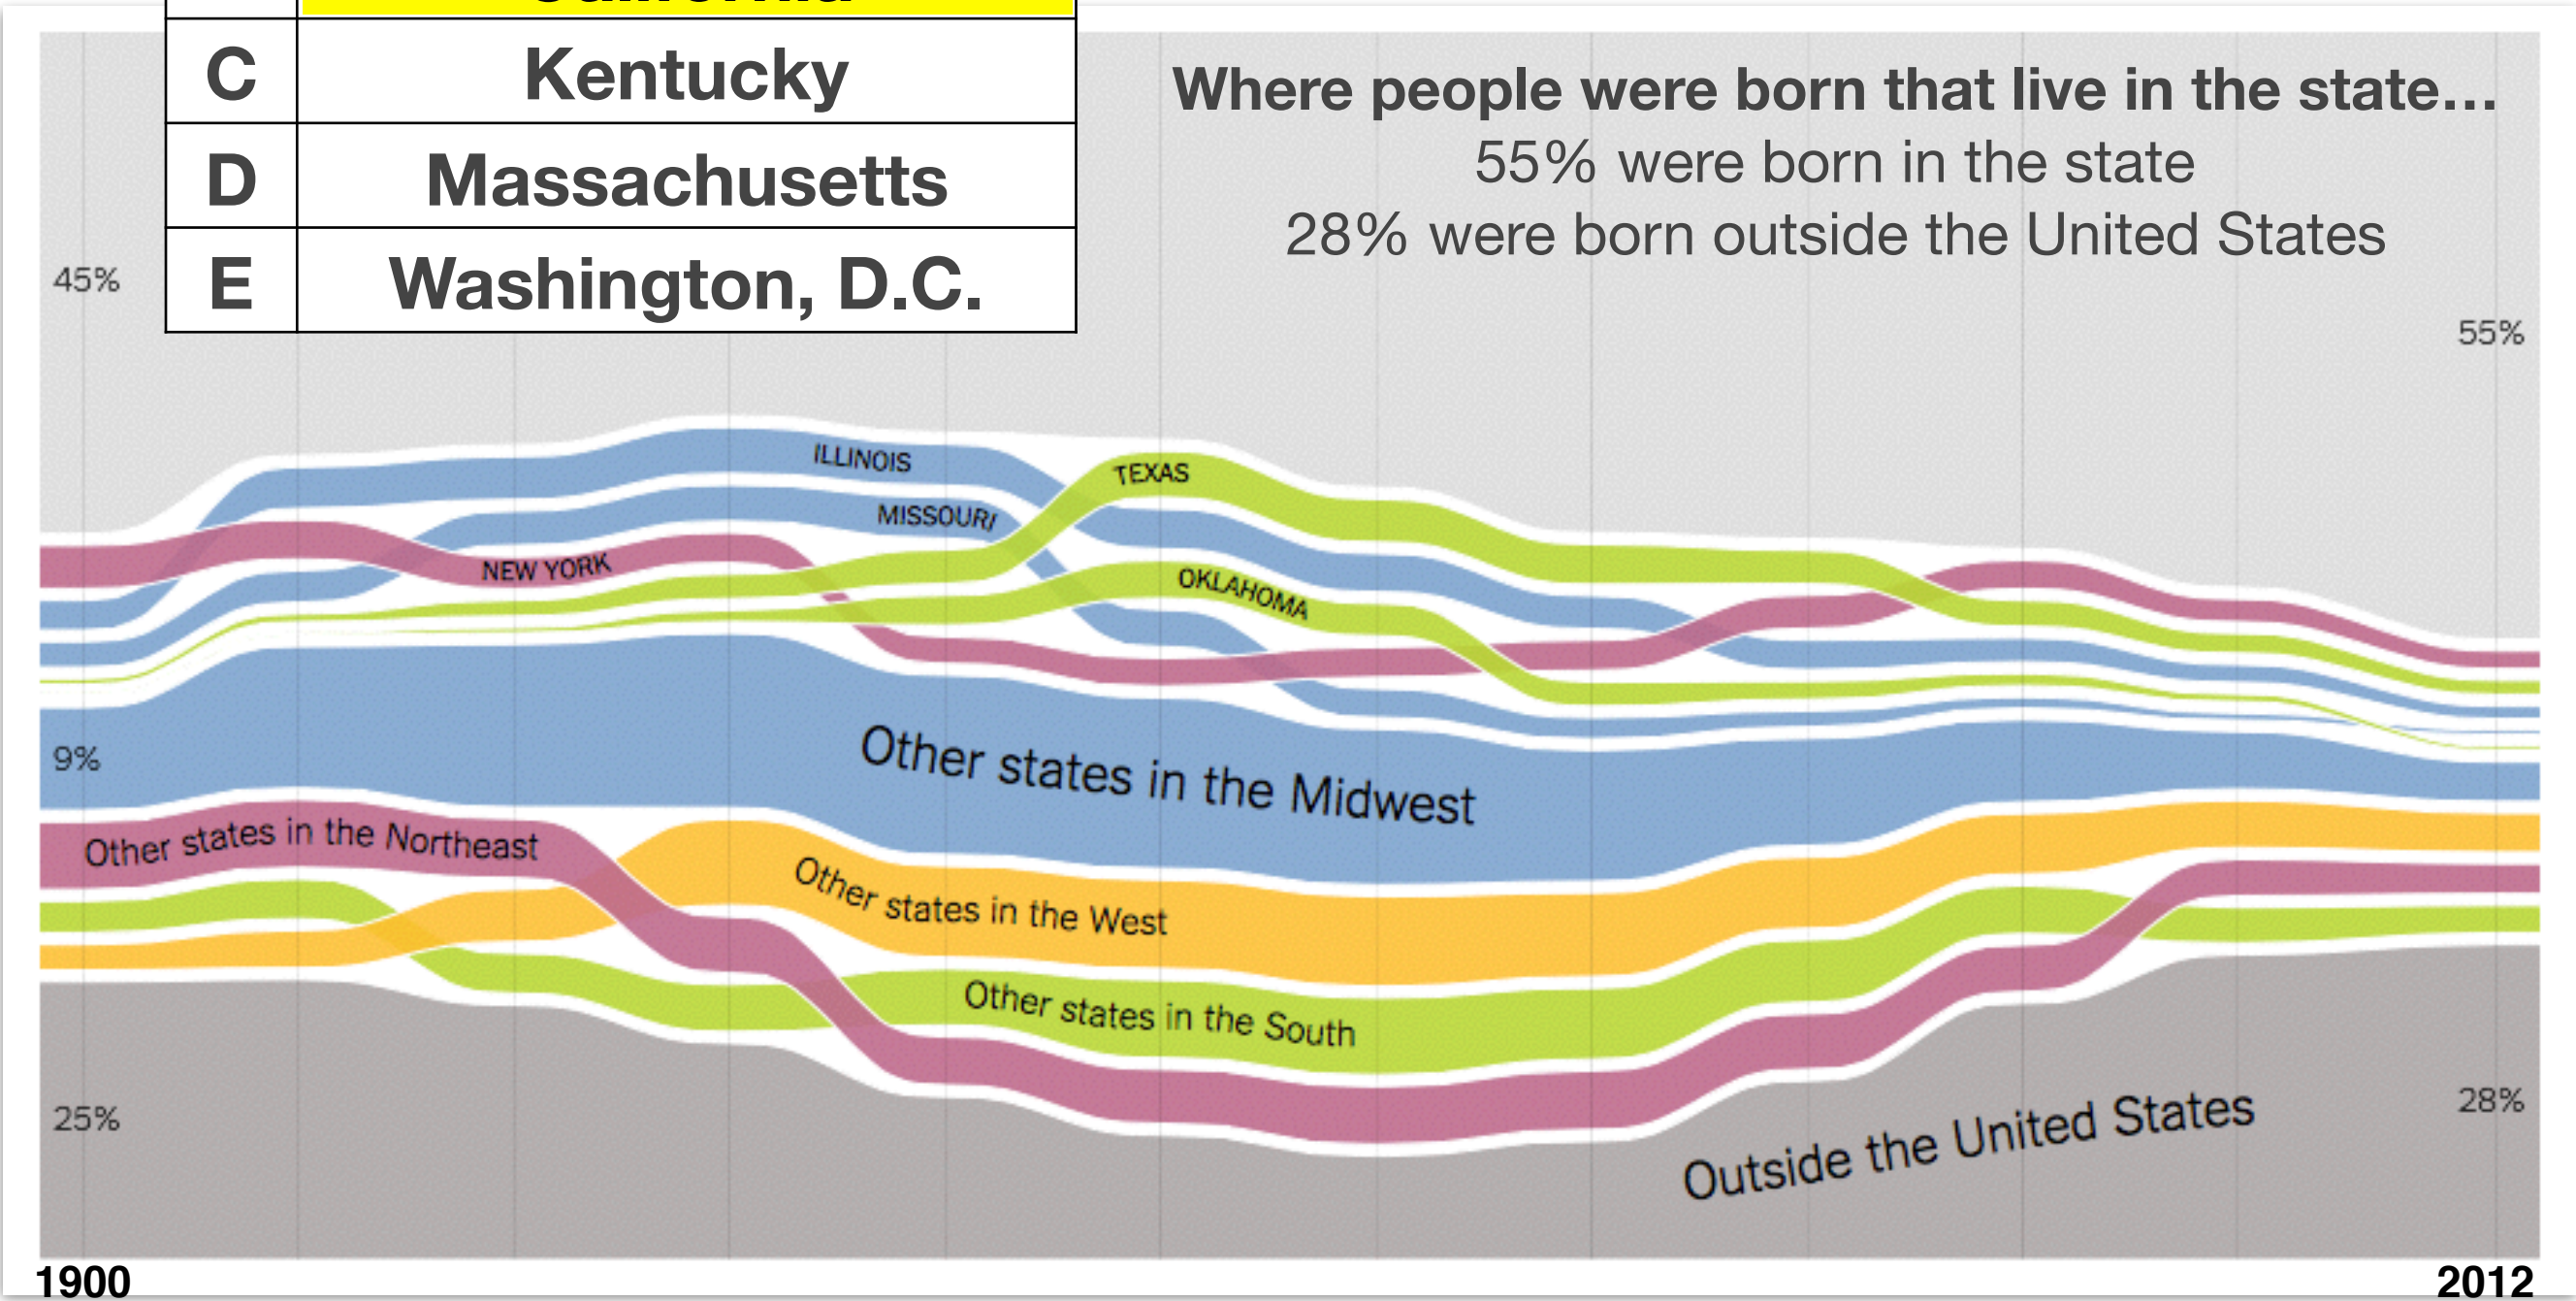 California
C Kentucky
D Massachusetts
E Washington, D.C.
Where people were born that live in the state...
55% were born in the state
28% were born outside the United States
45%
55%
ILLINOIS
TEXAS
MISSOURI
NEW YORK
OKLAHOMA
9%
Other states in the Midwest
Other states in the Northeast
Other states in the West
Other states in the South
25%
28%
Outside the United States
1900
2012